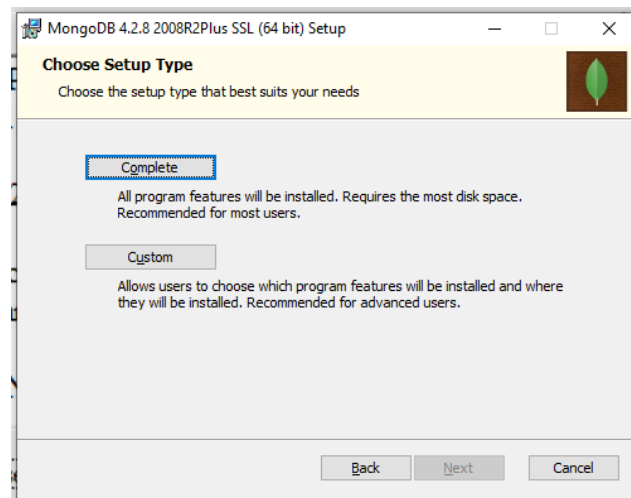 MongoDB 4.2.8 2008R2Plus SSL (64 bit) Setup
Choose Setup Type
Choose the setup type that best suits your needs
Complete
All program features will be installed. Requires the most disk space.
Recommended for most users.
Custom
Allows users to choose which program features will be installed and where
they will be installed. Recommended for advanced users.
Back Next Cancel